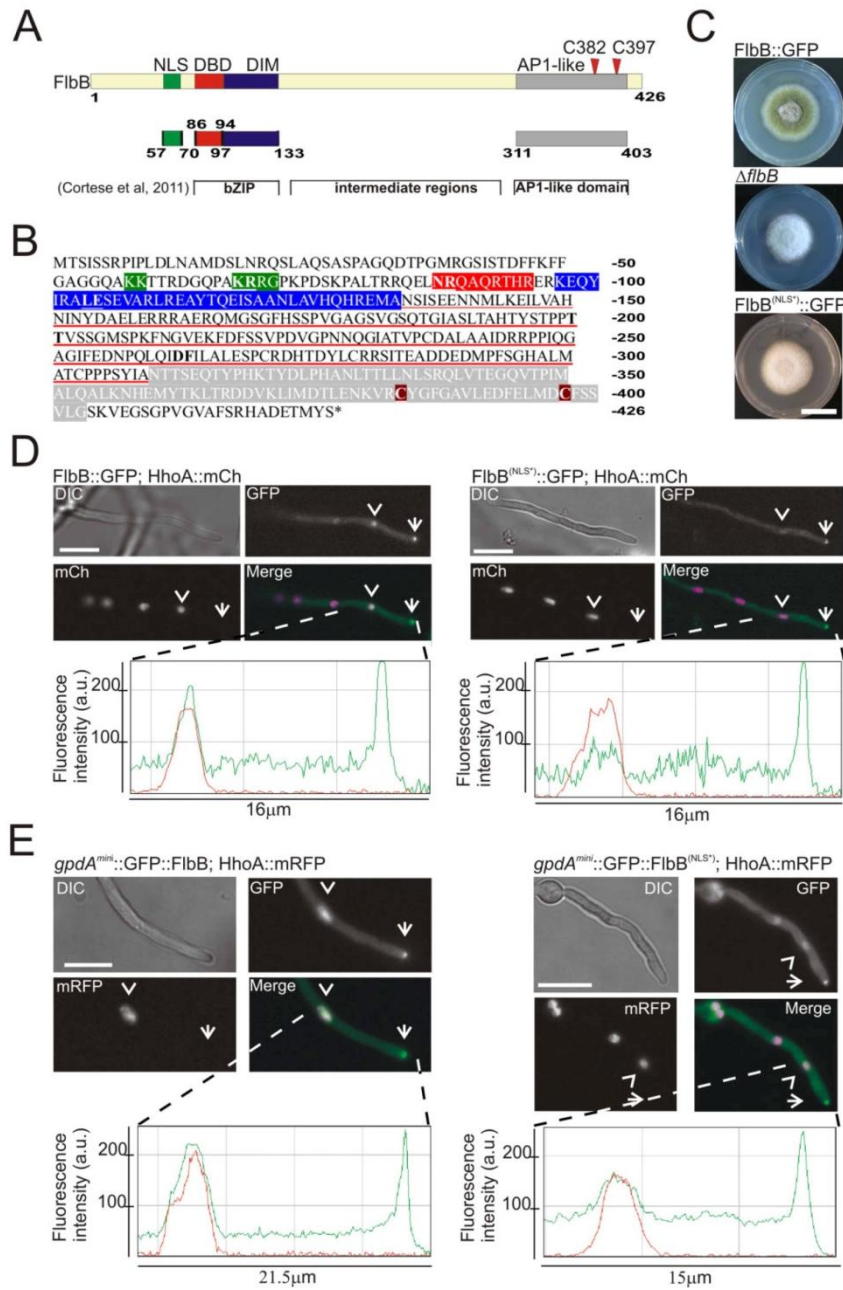 A
NLS DBD DIM AP1-like C382 C397
FlbB
1 426
86 94
57 70 97 133 311 403
(Cortese et al, 2011) bZIP intermediate regions AP1-like domain
B
MTSISSRPIPLDLNAMDSLNRQSLAQSASPAGQDTPGMRGSISTDFFKFF -50
GAGGQAKKTTRDGQPAKRRGPKPDSKPALTRRQELNRQAQRTHRERKEQY -100
IRALESEVARLREAYTQEISAANLAVHQHREMANSISEENNMLKEILVAH -150
NINYDAELERRRAERQMGSGFHSSPVGAGSVGSQTGIASLTAHTYSTPPT -200
TVSSGMSPKFNGVEKFDFSSVPDVGPNNQGIATVPCDALAAIDRRPPIQG -250
AGIFEDNPQLQIDFILALESPCRDHTDYLCRRSITEADDEDMPFSGHALM -300
ATCPPPSYIANTTSEQTYPHKTYDLPHANLTTLLNLSRQLVTEGQVTPIM -350
ALQALKNHEMYTKLTRDDVKLIMDTLENKVRCYGFGAVLEDFELMDCFSS -400
VLGSKVEGSGPVGVAFSRHADETMYS* -426
C
FlbB::GFP
ΔflbB
FlbB(NLS*)::GFP
D
FlbB::GFP; HhoA::mCh
DIC GFP
mCh Merge
Fluorescence
intensity (a.u.)
200
100
16μm
FlbB(NLS*)::GFP; HhoA::mCh
DIC GFP
mCh Merge
Fluorescence
intensity (a.u.)
200
100
16μm
E
gpdAmini::GFP::FlbB; HhoA::mRFP
DIC GFP
mRFP Merge
Fluorescence
intensity (a.u.)
200
100
21.5μm
gpdAmini::GFP::FlbB(NLS*); HhoA::mRFP
DIC GFP
mRFP Merge
Fluorescence
intensity (a.u.)
200
100
15μm